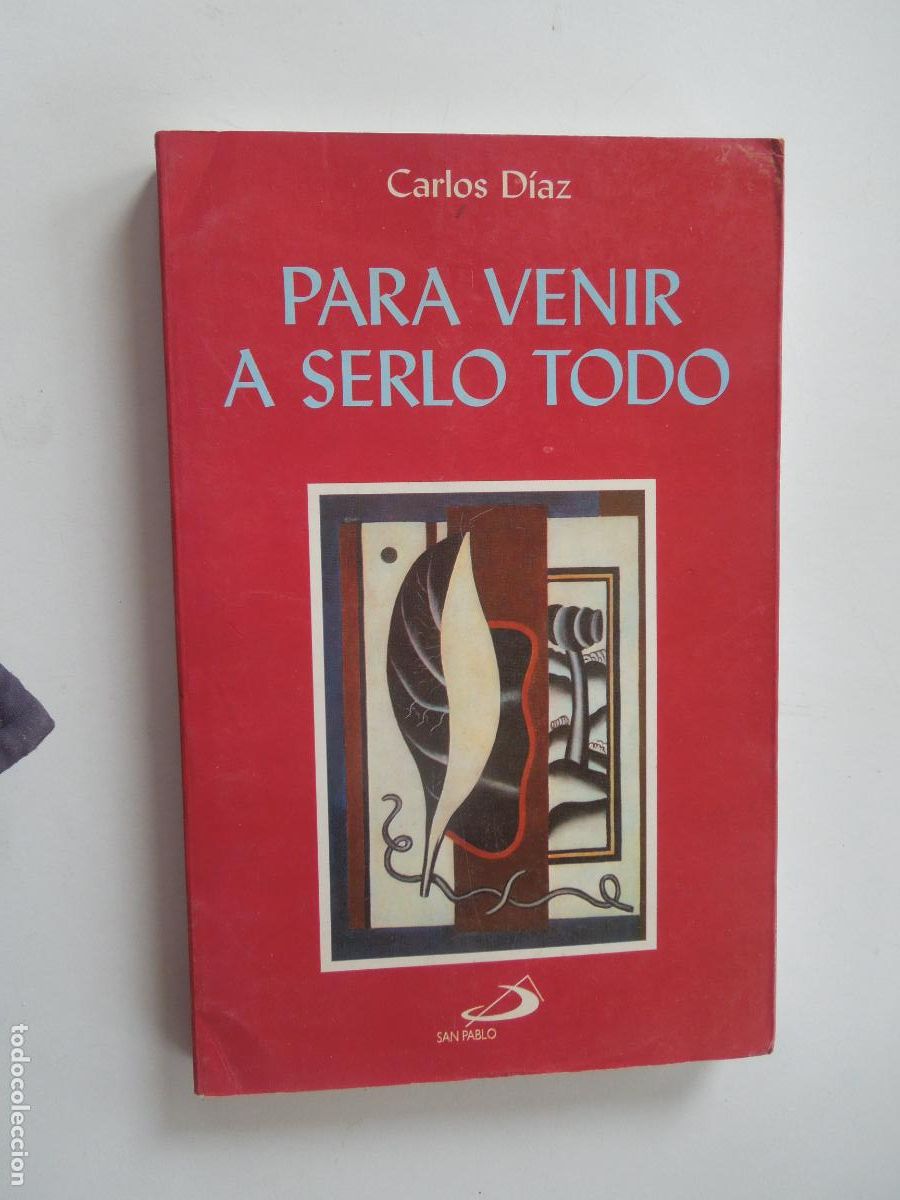 Carlos Díaz
PARA VENIR
A SERLO TODO
SAN PABLO
todocoleccion